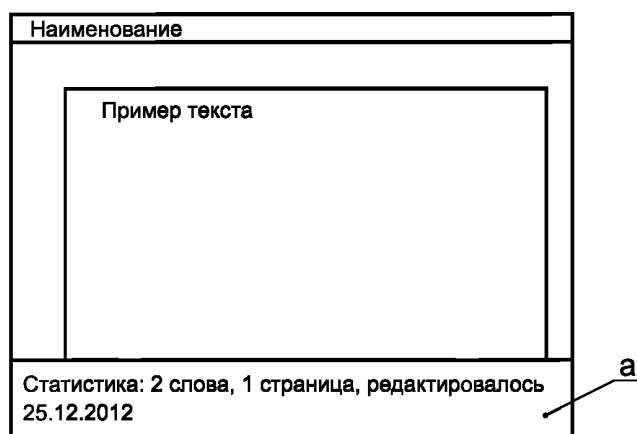 Наименование
Пример текста
Статистика: 2 слова, 1 страница, редактировалось
25.12.2012
a